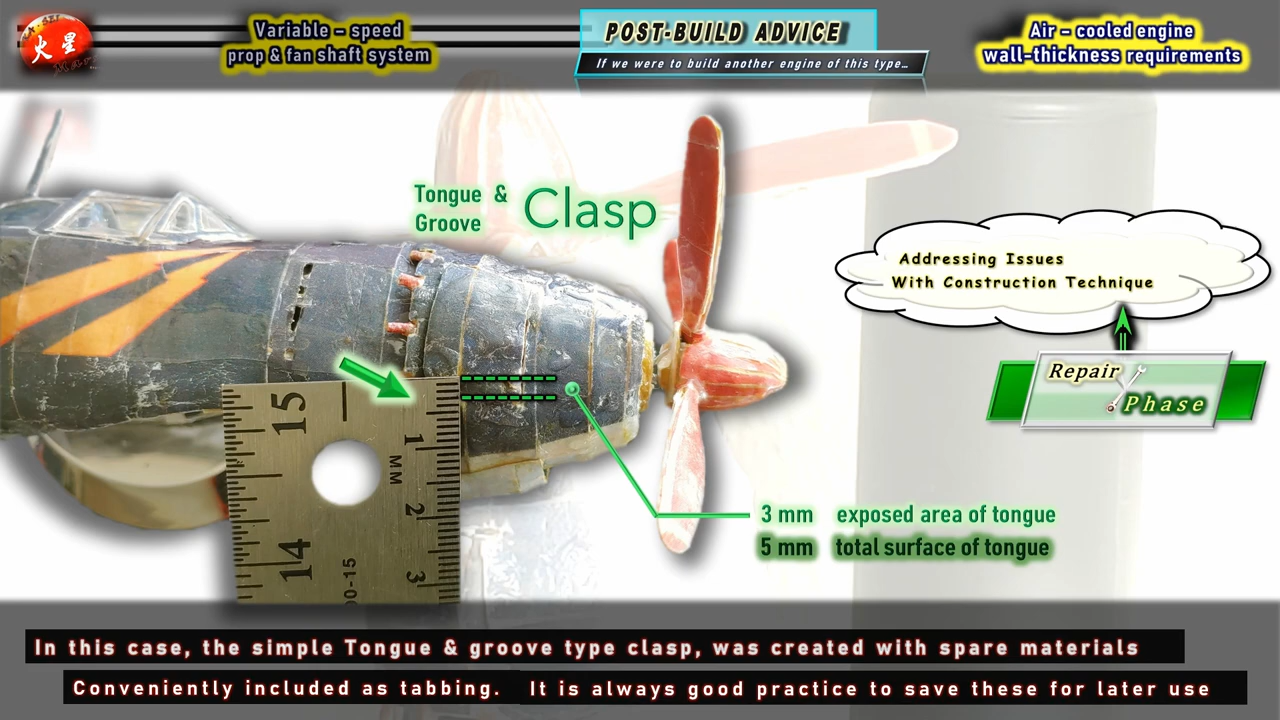 火星
Variable – speed
prop & fan shaft system
POST-BUILD ADVICE
If we were to build another engine of this type...
Air – cooled engine
wall-thickness requirements
Tongue &
Groove
Clasp
Addressing Issues
With Construction Technique
Repair
Phase
15
1
MM
2
14
00-15
3
3 mm exposed area of tongue
5 mm total surface of tongue
In this case, the simple Tongue & groove type clasp, was created with spare materials
Conveniently included as tabbing. It is always good practice to save these for later use